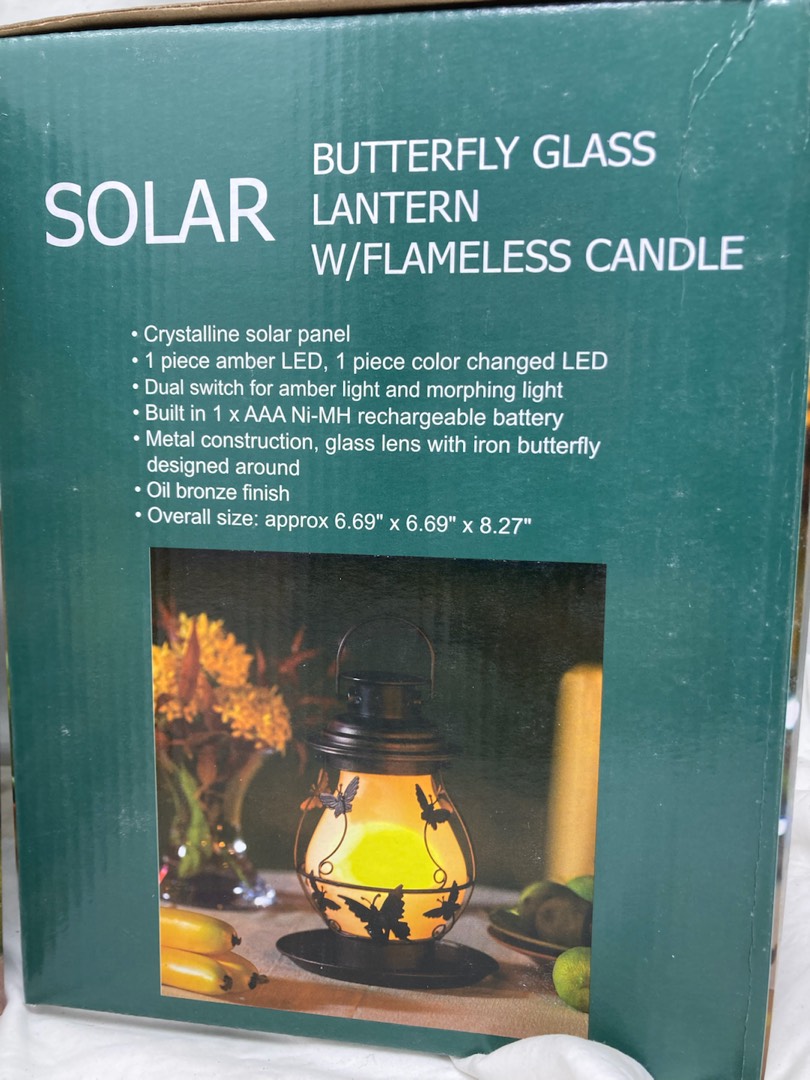 SOLAR
BUTTERFLY GLASS
LANTERN
W/FLAMELESS CANDLE
• Crystalline solar panel
• 1 piece amber LED, 1 piece color changed LED
• Dual switch for amber light and morphing light
• Built in 1 x AAA Ni-MH rechargeable battery
• Metal construction, glass lens with iron butterfly
designed around
• Oil bronze finish
• Overall size: approx 6.69" x 6.69" x 8.27"